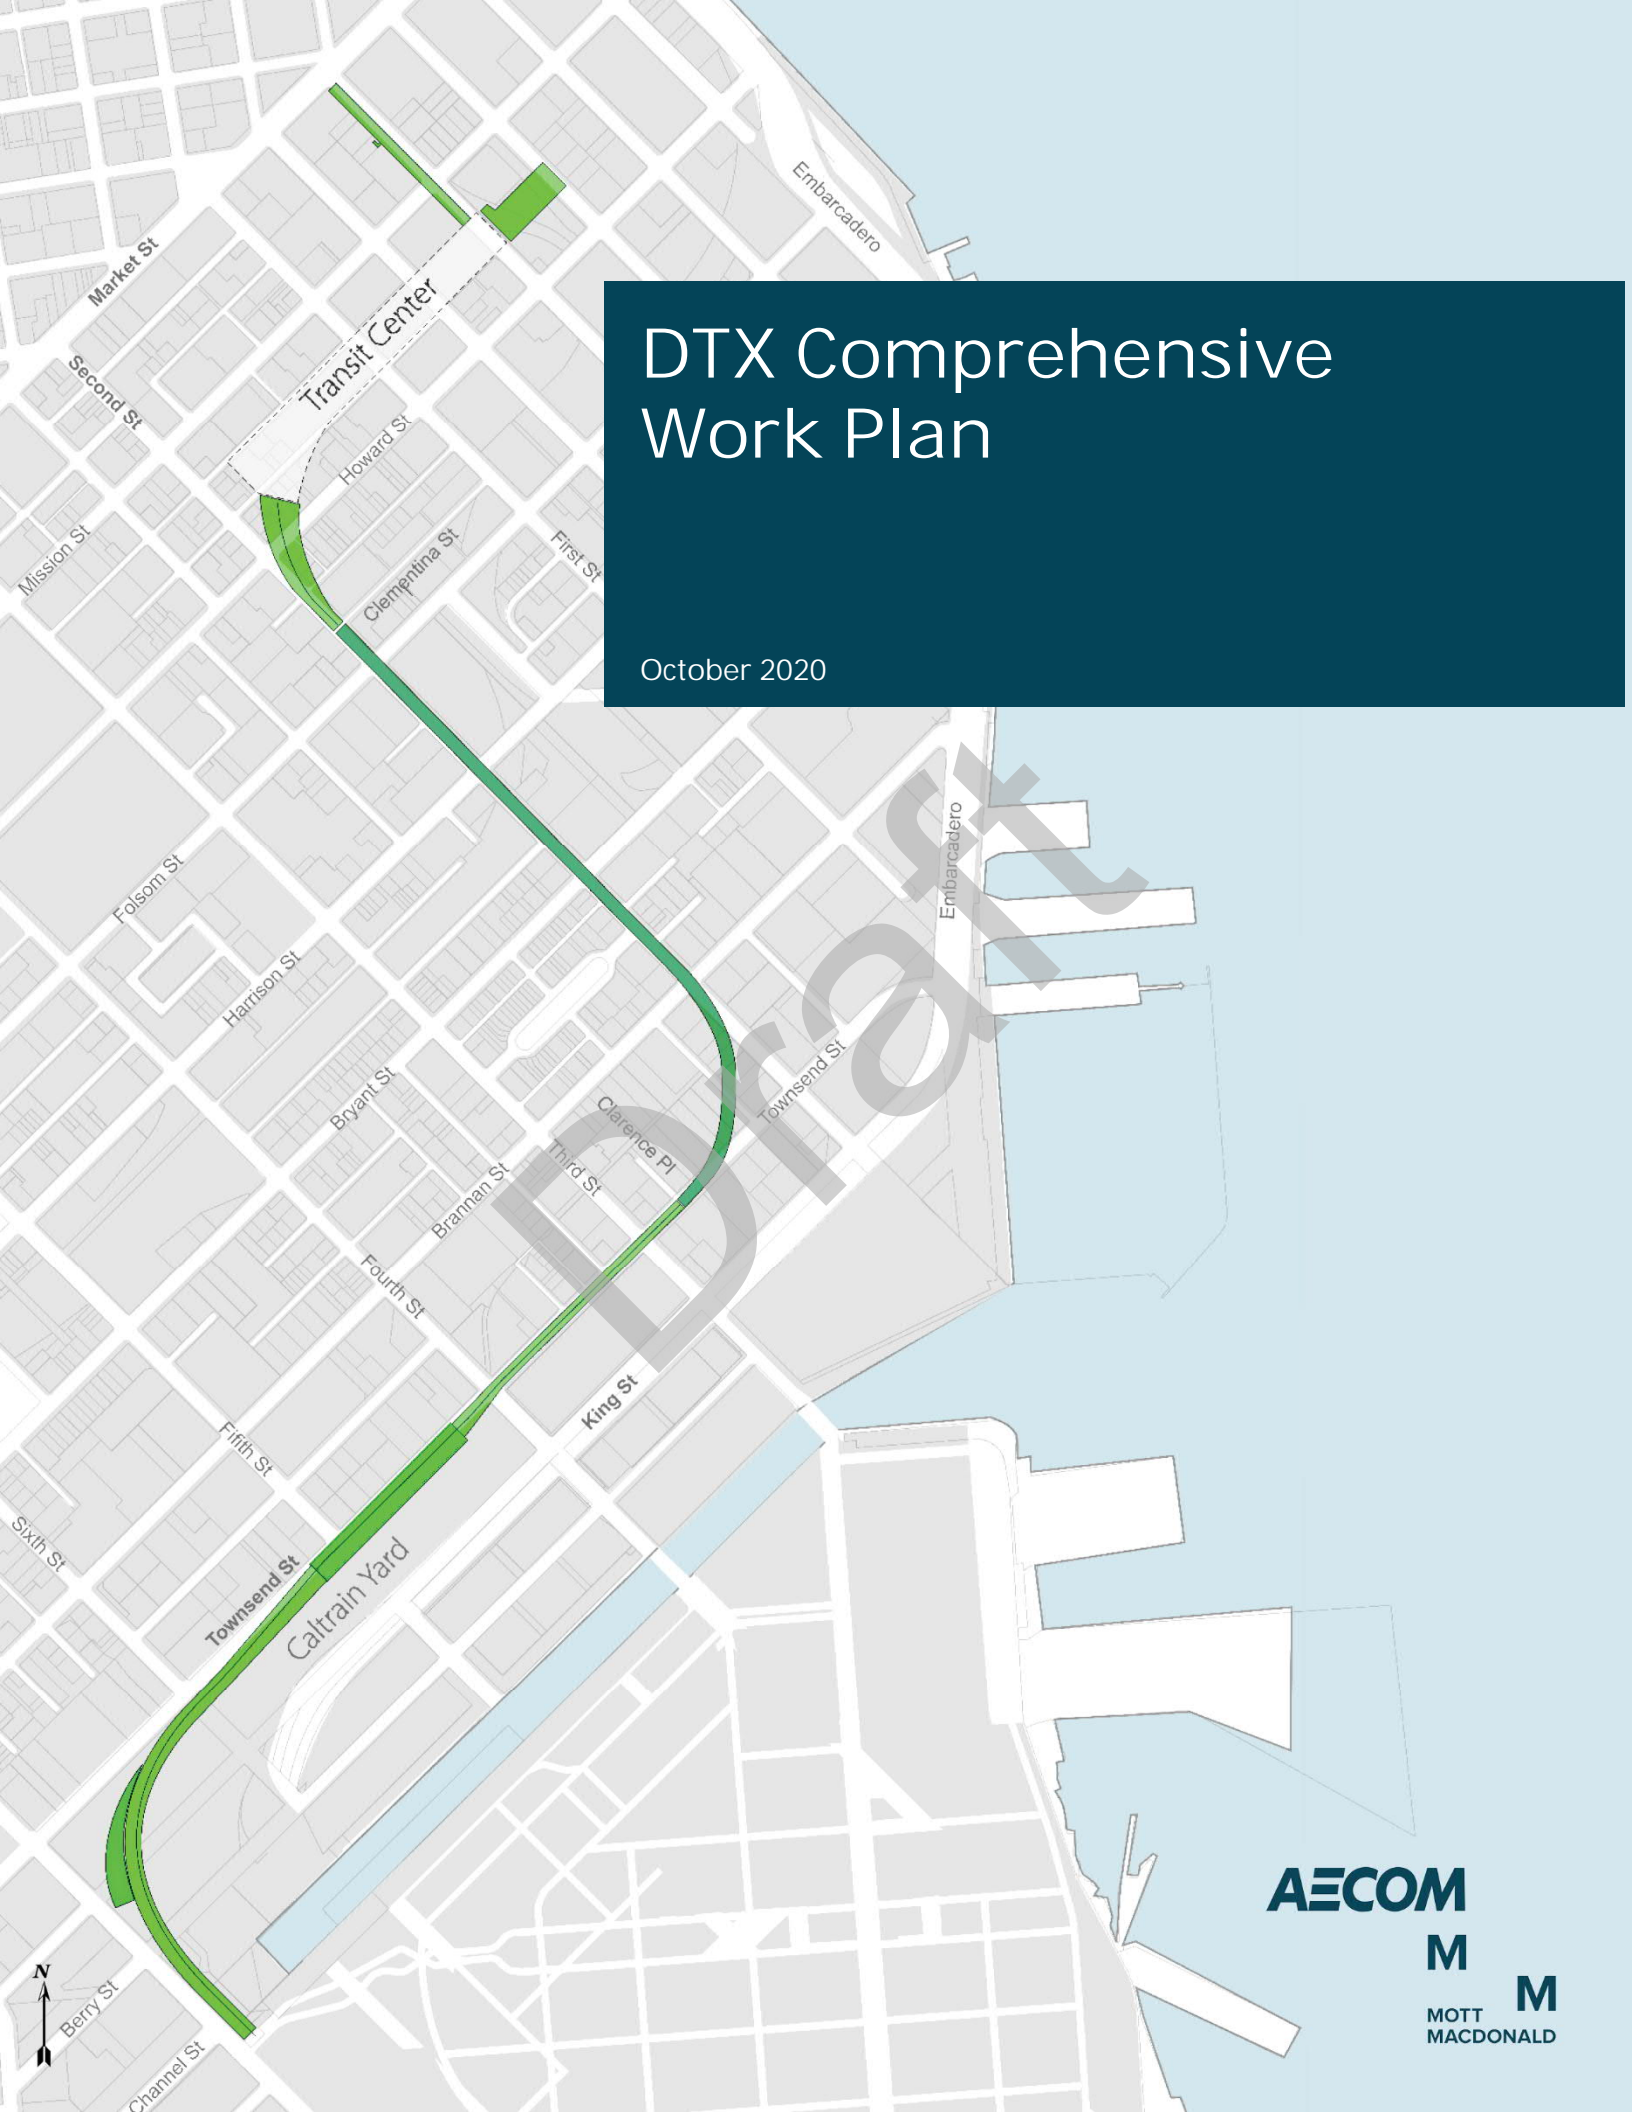 Embarcadero
Market St
Transit Center
DTX Comprehensive
Work Plan
October 2020
Second St
Howard St
Mission St
First St
Clementina St
Embarcadero
Draft
Folsom St
Harrison St
Bryant St
Townsend St
Clarence Pl
Third St
Brannan St
Fourth St
King St
Fifith St
Sixth St
Townsend St
Caltrain Yard
AECOM
M
M
MOTT
MACDONALD
N
Berry St
Channel St